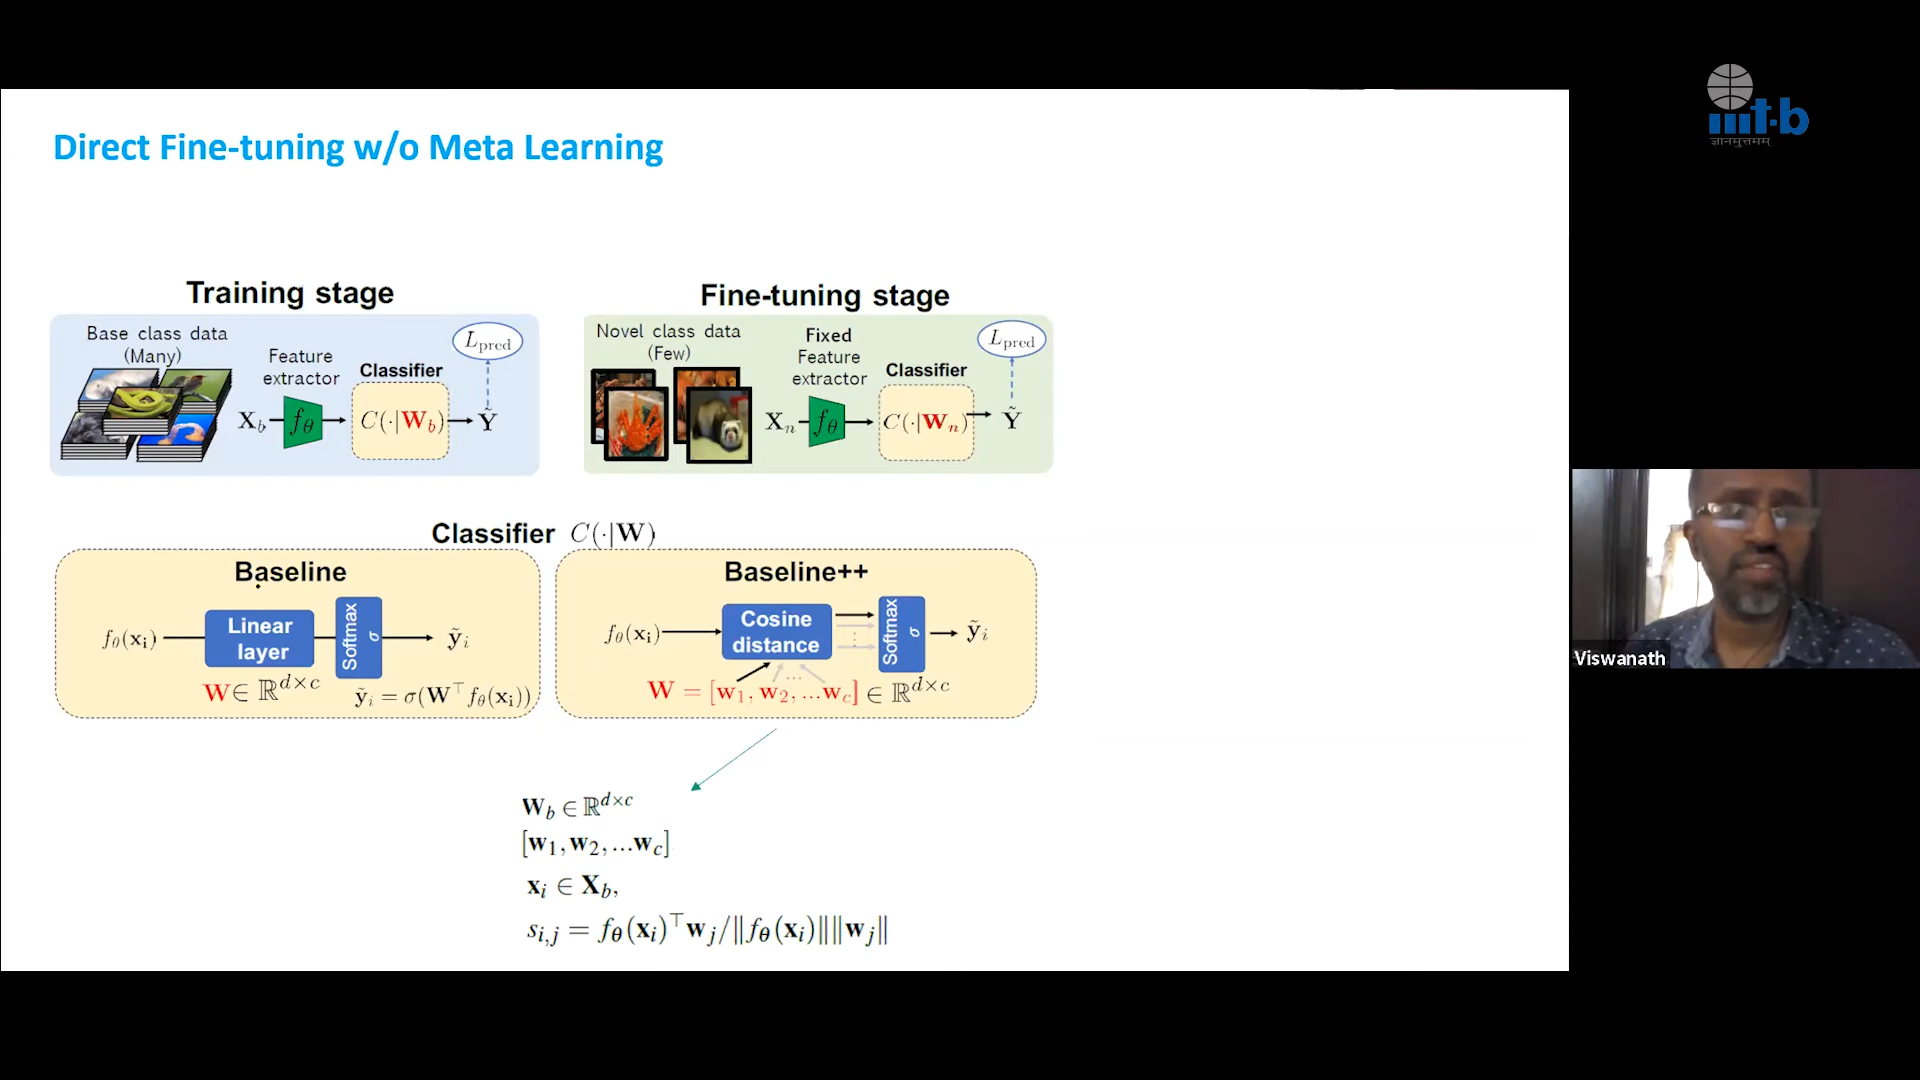 Direct Fine-tuning w/o Meta Learning
iiit-b
ज्ञानमुत्तमम्
Training stage
Base class data
(Many)
Feature
extractor
Classifier
L_pred
X_b
f_θ
C(·|W_b)
Ỹ
Fine-tuning stage
Novel class data
(Few)
Fixed
Feature
extractor
Classifier
L_pred
X_n
f_θ
C(·|W_n)
Ỹ
Classifier C(·|W)
Baseline
f_θ(x_i)
Linear
layer
Softmax
σ
ỹ_i
W ∈ ℝ^{d×c}
ỹ_i = σ(W^⊤ f_θ(x_i))
Baseline++
f_θ(x_i)
Cosine
distance
Softmax
σ
ỹ_i
W = [w_1, w_2, ...w_c] ∈ ℝ^{d×c}
W_b ∈ ℝ^{d×c}
[w_1, w_2, ...w_c]
x_i ∈ X_b,
s_{i,j} = f_θ(x_i)^⊤ w_j/‖f_θ(x_i)‖‖w_j‖
Viswanath